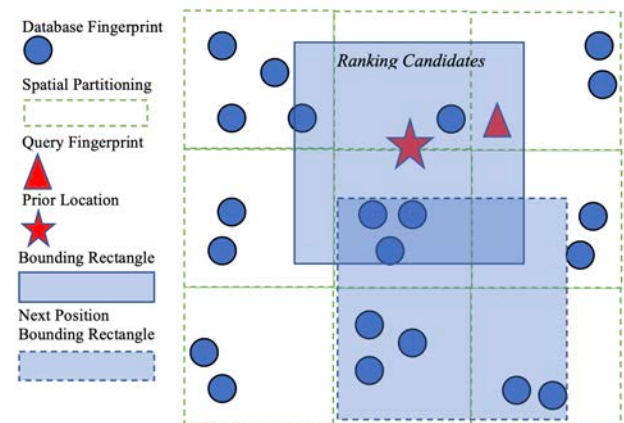 Database Fingerprint
Spatial Partitioning
Query Fingerprint
Prior Location
Bounding Rectangle
Next Position
Bounding Rectangle
Ranking Candidates